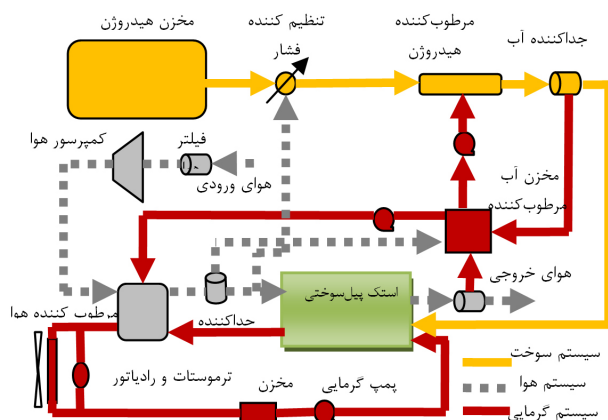 مخزن هیدروژن
تنظیم کننده
فشار
مرطوب‌کننده
هیدروژن
جداکننده آب
کمپرسور هوا
فیلتر
هوای ورودی
مخزن آب
مرطوب‌کننده
هوای خروجی
استک پیل‌سوختی
مرطوب کننده هوا
حداکننده
ترموستات و رادیاتور
مخزن
پمپ گرمایی
سیستم سوخت
سیستم هوا
سیستم گرمایی